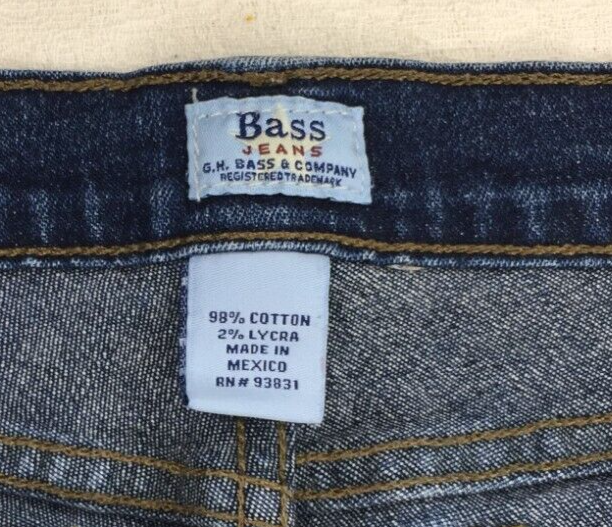 Bass
JEANS
G.H. BASS & COMPANY
REGISTERED TRADEMARK
98% COTTON
2% LYCRA
MADE IN
MEXICO
RN# 93831